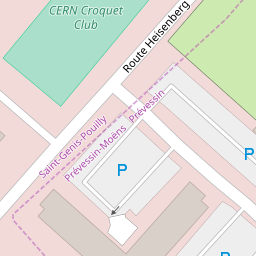 CERN Croquet
Club
Route Heisenberg
Saint-Genis-Pouilly
Prévessin-Moëns
Prévessin
P
P
P